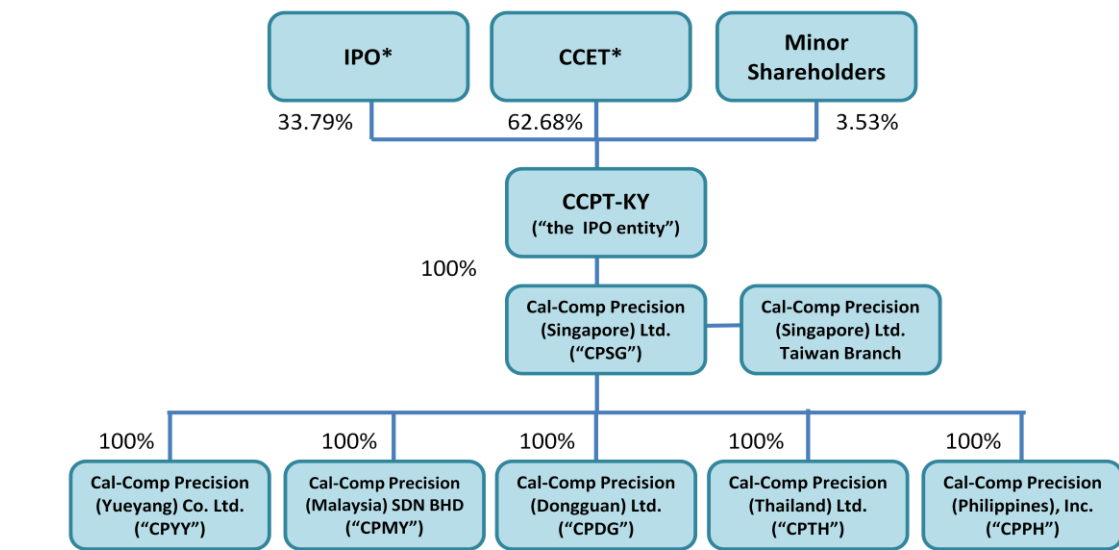 IPO*
CCET*
Minor
Shareholders
33.79%
62.68%
3.53%
CCPT-KY
(“the IPO entity”)
100%
Cal-Comp Precision
(Singapore) Ltd.
(“CPSG”)
Cal-Comp Precision
(Singapore) Ltd.
Taiwan Branch
100%
100%
100%
100%
100%
Cal-Comp Precision
(Yueyang) Co. Ltd.
(“CPYY”)
Cal-Comp Precision
(Malaysia) SDN BHD
(“CPMY”)
Cal-Comp Precision
(Dongguan) Ltd.
(“CPDG”)
Cal-Comp Precision
(Thailand) Ltd.
(“CPTH”)
Cal-Comp Precision
(Philippines), Inc.
(“CPPH”)